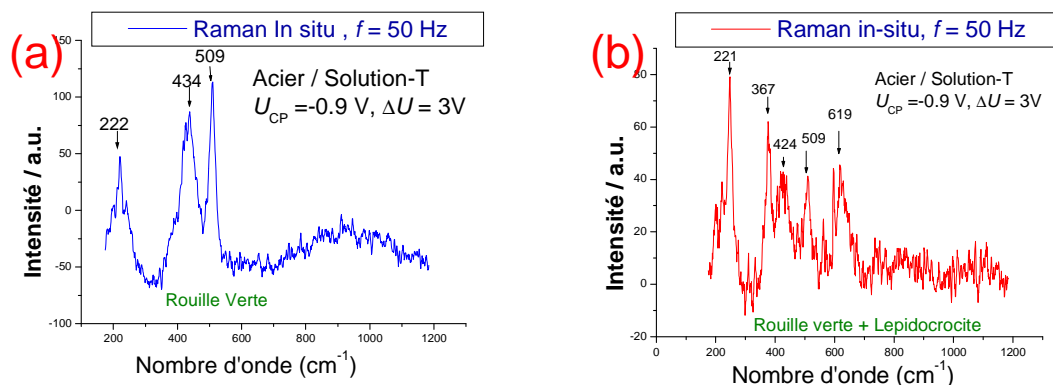 (a)
Raman In situ , f = 50 Hz
Acier / Solution-T
U_CP =-0.9 V, ΔU = 3V
222
434
509
Rouille Verte
Intensité / a.u.
150
100
50
0
-50
-100
200 400 600 800 1000 1200
Nombre d'onde (cm⁻¹)
(b)
Raman in-situ, f = 50 Hz
Acier / Solution-T
U_CP =-0.9 V, ΔU = 3V
221
367
424
509
619
Rouille verte + Lepidocrocite
Intensité / a.u.
80
60
40
20
0
-20
0 200 400 600 800 1000 1200
Nombre d'onde (cm⁻¹)